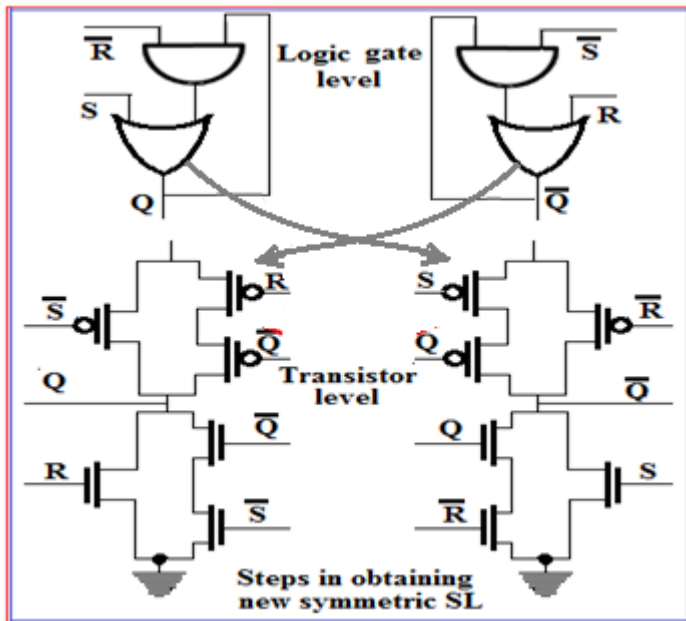 R̅
Logic gate
level
S̅
S
R
Q
Q̅
R
S
S̅
R̅
Q̅
Q
Transistor
level
Q
Q̅
Q̅
Q
R
S
S̅
R̅
Steps in obtaining
new symmetric SL